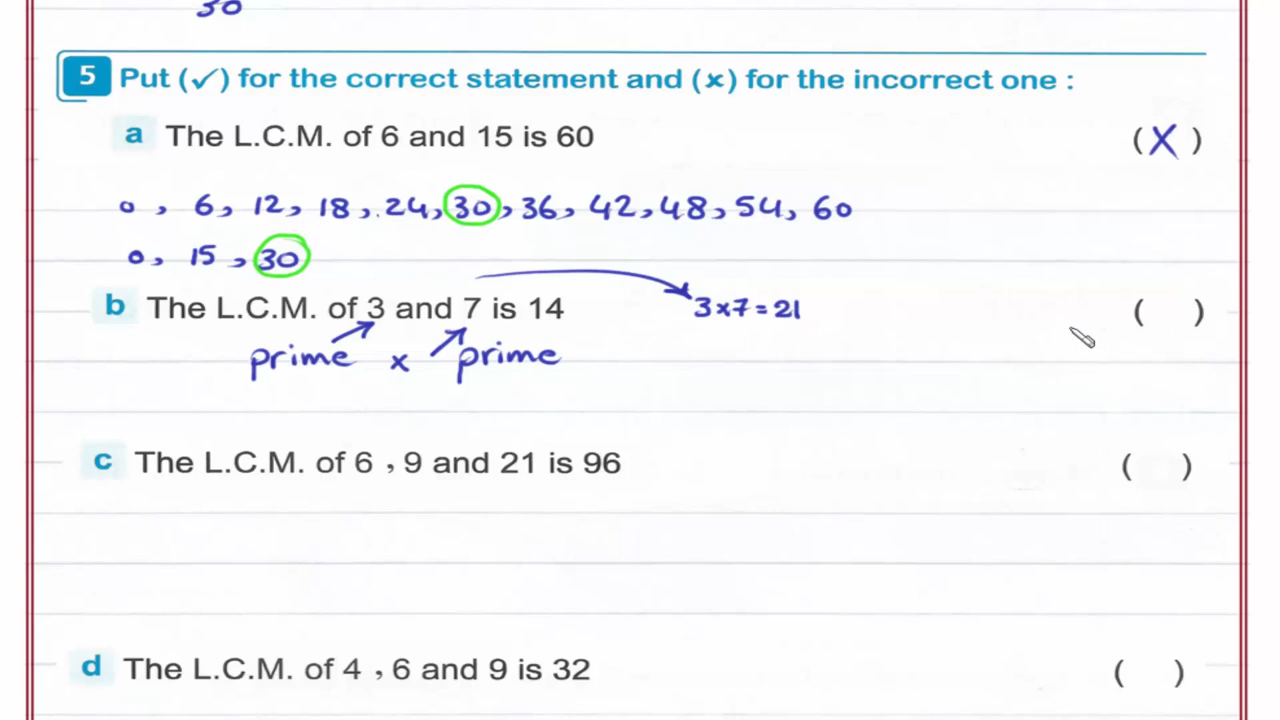 30
5 Put (✓) for the correct statement and (×) for the incorrect one :
a The L.C.M. of 6 and 15 is 60 (X)
0, 6, 12, 18, 24, 30, 36, 42, 48, 54, 60
0, 15, 30
b The L.C.M. of 3 and 7 is 14 3x7=21 ( )
prime x prime
c The L.C.M. of 6 , 9 and 21 is 96 ( )
d The L.C.M. of 4 , 6 and 9 is 32 ( )